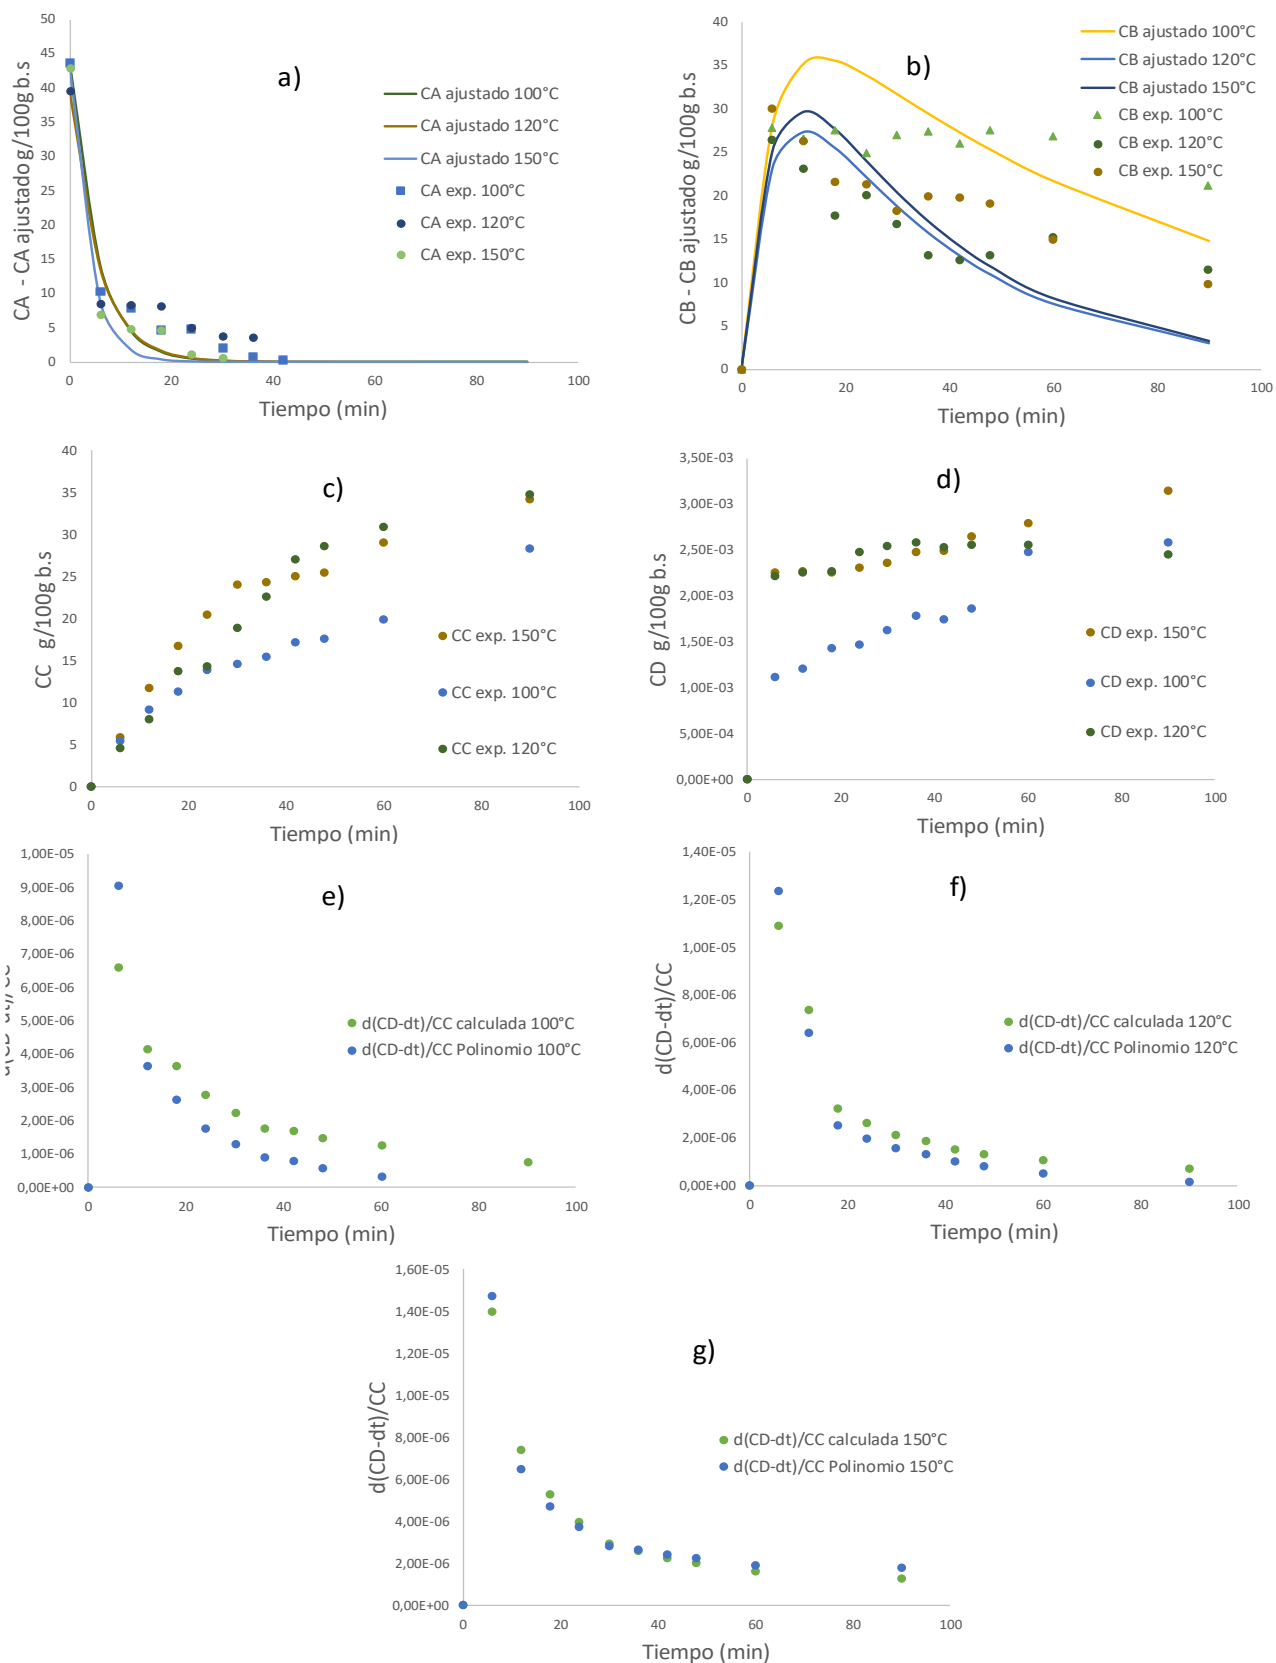 a)
50
45
40
35
30
25
20
15
10
5
0
0 20 40 60 80 100
CA - CA ajustado g/100g b.s
Tiempo (min)
CA ajustado 100°C
CA ajustado 120°C
CA ajustado 150°C
CA exp. 100°C
CA exp. 120°C
CA exp. 150°C
b)
40
35
30
25
20
15
10
5
0
0 20 40 60 80 100
CB - CB ajustado g/100g b.s
Tiempo (min)
CB ajustado 100°C
CB ajustado 120°C
CB ajustado 150°C
CB exp. 100°C
CB exp. 120°C
CB exp. 150°C
c)
40
35
30
25
20
15
10
5
0
0 20 40 60 80 100
CC g/100g b.s
Tiempo (min)
CC exp. 150°C
CC exp. 100°C
CC exp. 120°C
d)
3,50E-03
3,00E-03
2,50E-03
2,00E-03
1,50E-03
1,00E-03
5,00E-04
0,00E+00
0 20 40 60 80 100
CD g/100g b.s
Tiempo (min)
CD exp. 150°C
CD exp. 100°C
CD exp. 120°C
e)
1,00E-05
9,00E-06
8,00E-06
7,00E-06
6,00E-06
5,00E-06
4,00E-06
3,00E-06
2,00E-06
1,00E-06
0,00E+00
0 20 40 60 80 100
d(CD-dt)/CC
Tiempo (min)
d(CD-dt)/CC calculada 100°C
d(CD-dt)/CC Polinomio 100°C
f)
1,40E-05
1,20E-05
1,00E-05
8,00E-06
6,00E-06
4,00E-06
2,00E-06
0,00E+00
0 20 40 60 80 100
d(CD-dt)/CC
Tiempo (min)
d(CD-dt)/CC calculada 120°C
d(CD-dt)/CC Polinomio 120°C
g)
1,60E-05
1,40E-05
1,20E-05
1,00E-05
8,00E-06
6,00E-06
4,00E-06
2,00E-06
0,00E+00
0 20 40 60 80 100
d(CD-dt)/CC
Tiempo (min)
d(CD-dt)/CC calculada 150°C
d(CD-dt)/CC Polinomio 150°C